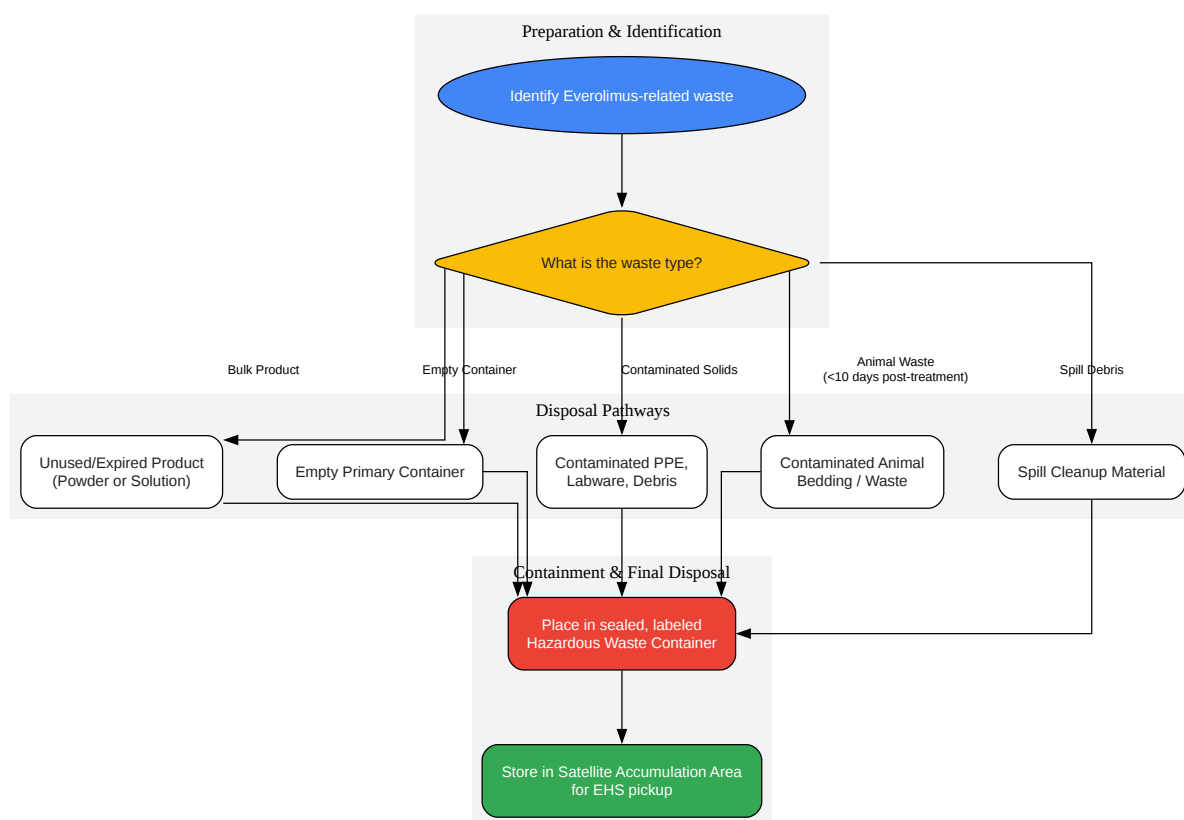 Preparation & Identification
Identify Everolimus-related waste
What is the waste type?
Bulk Product
Empty Container
Contaminated Solids
Animal Waste
(<10 days post-treatment)
Spill Debris
Disposal Pathways
Unused/Expired Product
(Powder or Solution)
Empty Primary Container
Contaminated PPE,
Labware, Debris
Contaminated Animal
Bedding / Waste
Spill Cleanup Material
Containment & Final Disposal
Place in sealed, labeled
Hazardous Waste Container
Store in Satellite Accumulation Area
for EHS pickup